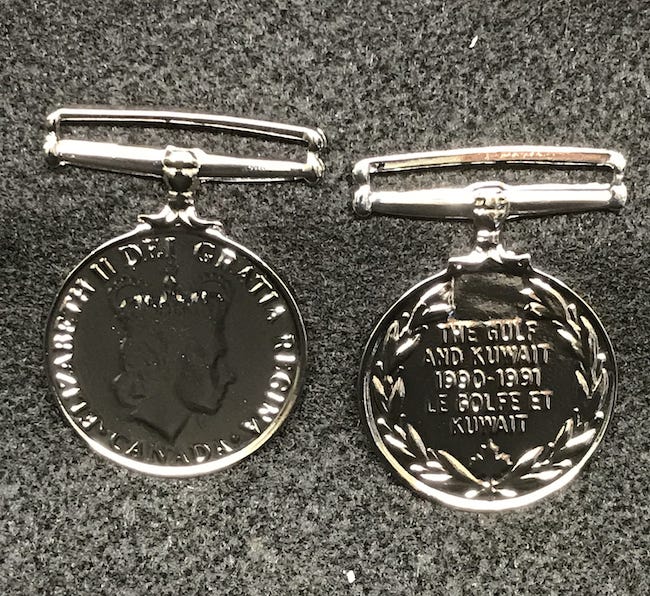 ELIZABETH II DEI GRATIA REGINA
•CANADA•
THE GULF
AND KUWAIT
1990-1991
LE GOLFE ET
KUWAIT